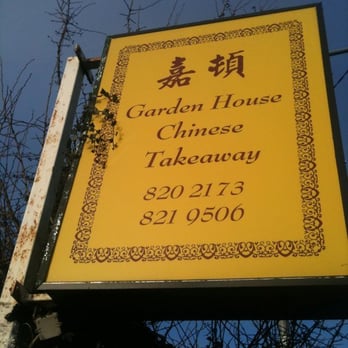 嘉頓
Garden House
Chinese
Takeaway
820 2173
821 9506